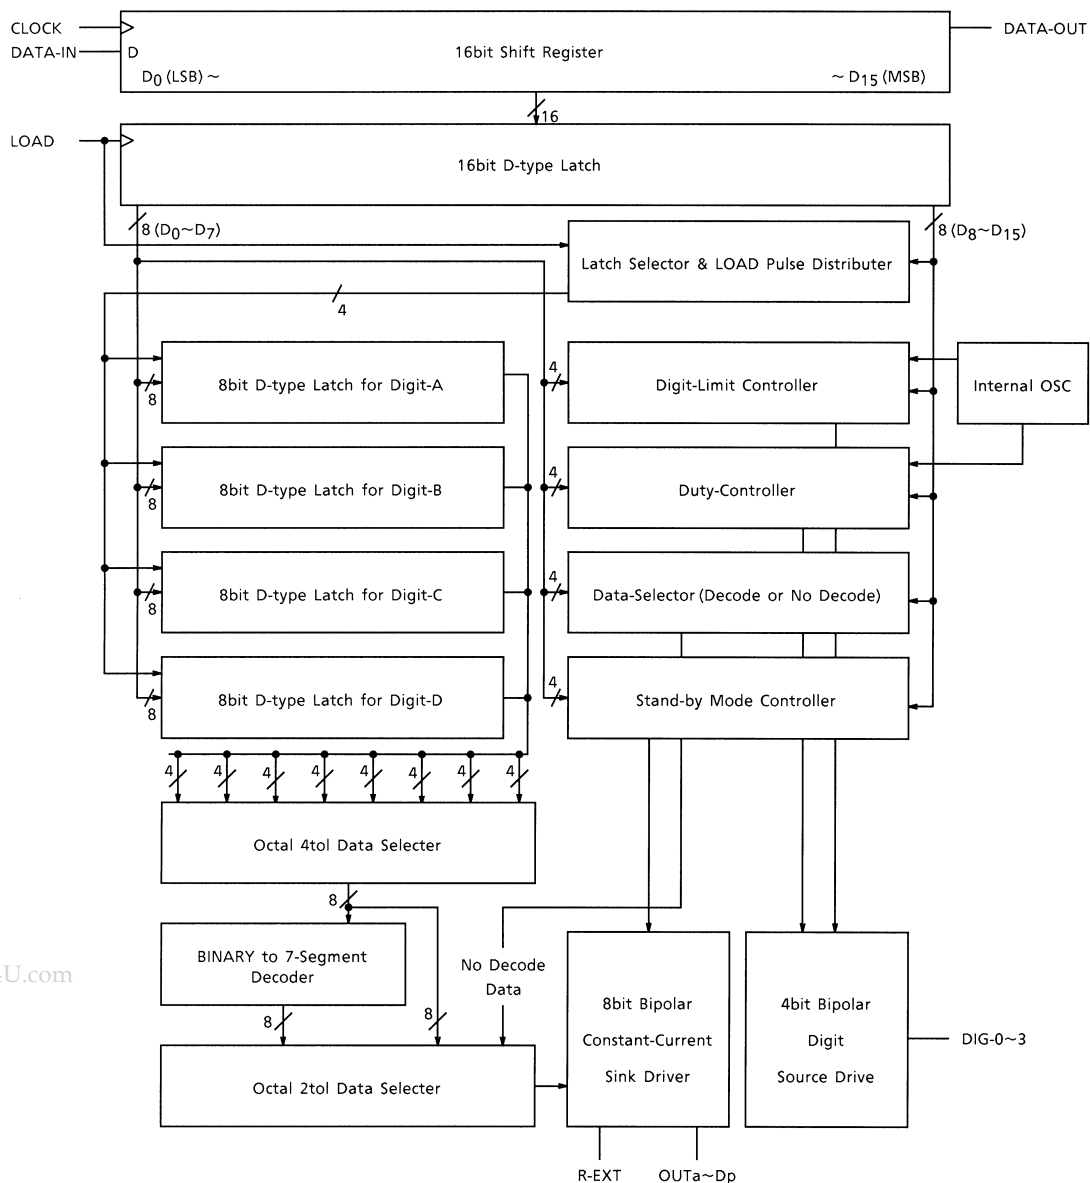 CLOCK
DATA-IN
D
16bit Shift Register
D0 (LSB) ~
~ D15 (MSB)
DATA-OUT
16
LOAD
16bit D-type Latch
8 (D0~D7)
8 (D8~D15)
Latch Selector & LOAD Pulse Distributer
4
8bit D-type Latch for Digit-A
8
4
Digit-Limit Controller
Internal OSC
8bit D-type Latch for Digit-B
8
4
Duty-Controller
8bit D-type Latch for Digit-C
8
4
Data-Selector (Decode or No Decode)
8bit D-type Latch for Digit-D
8
4
Stand-by Mode Controller
4 4 4 4 4 4 4 4
Octal 4tol Data Selecter
8
BINARY to 7-Segment
Decoder
No Decode
Data
8
8
Octal 2tol Data Selecter
8bit Bipolar
Constant-Current
Sink Driver
4bit Bipolar
Digit
Source Drive
DIG-0~3
R-EXT
OUTa~Dp
4U.com